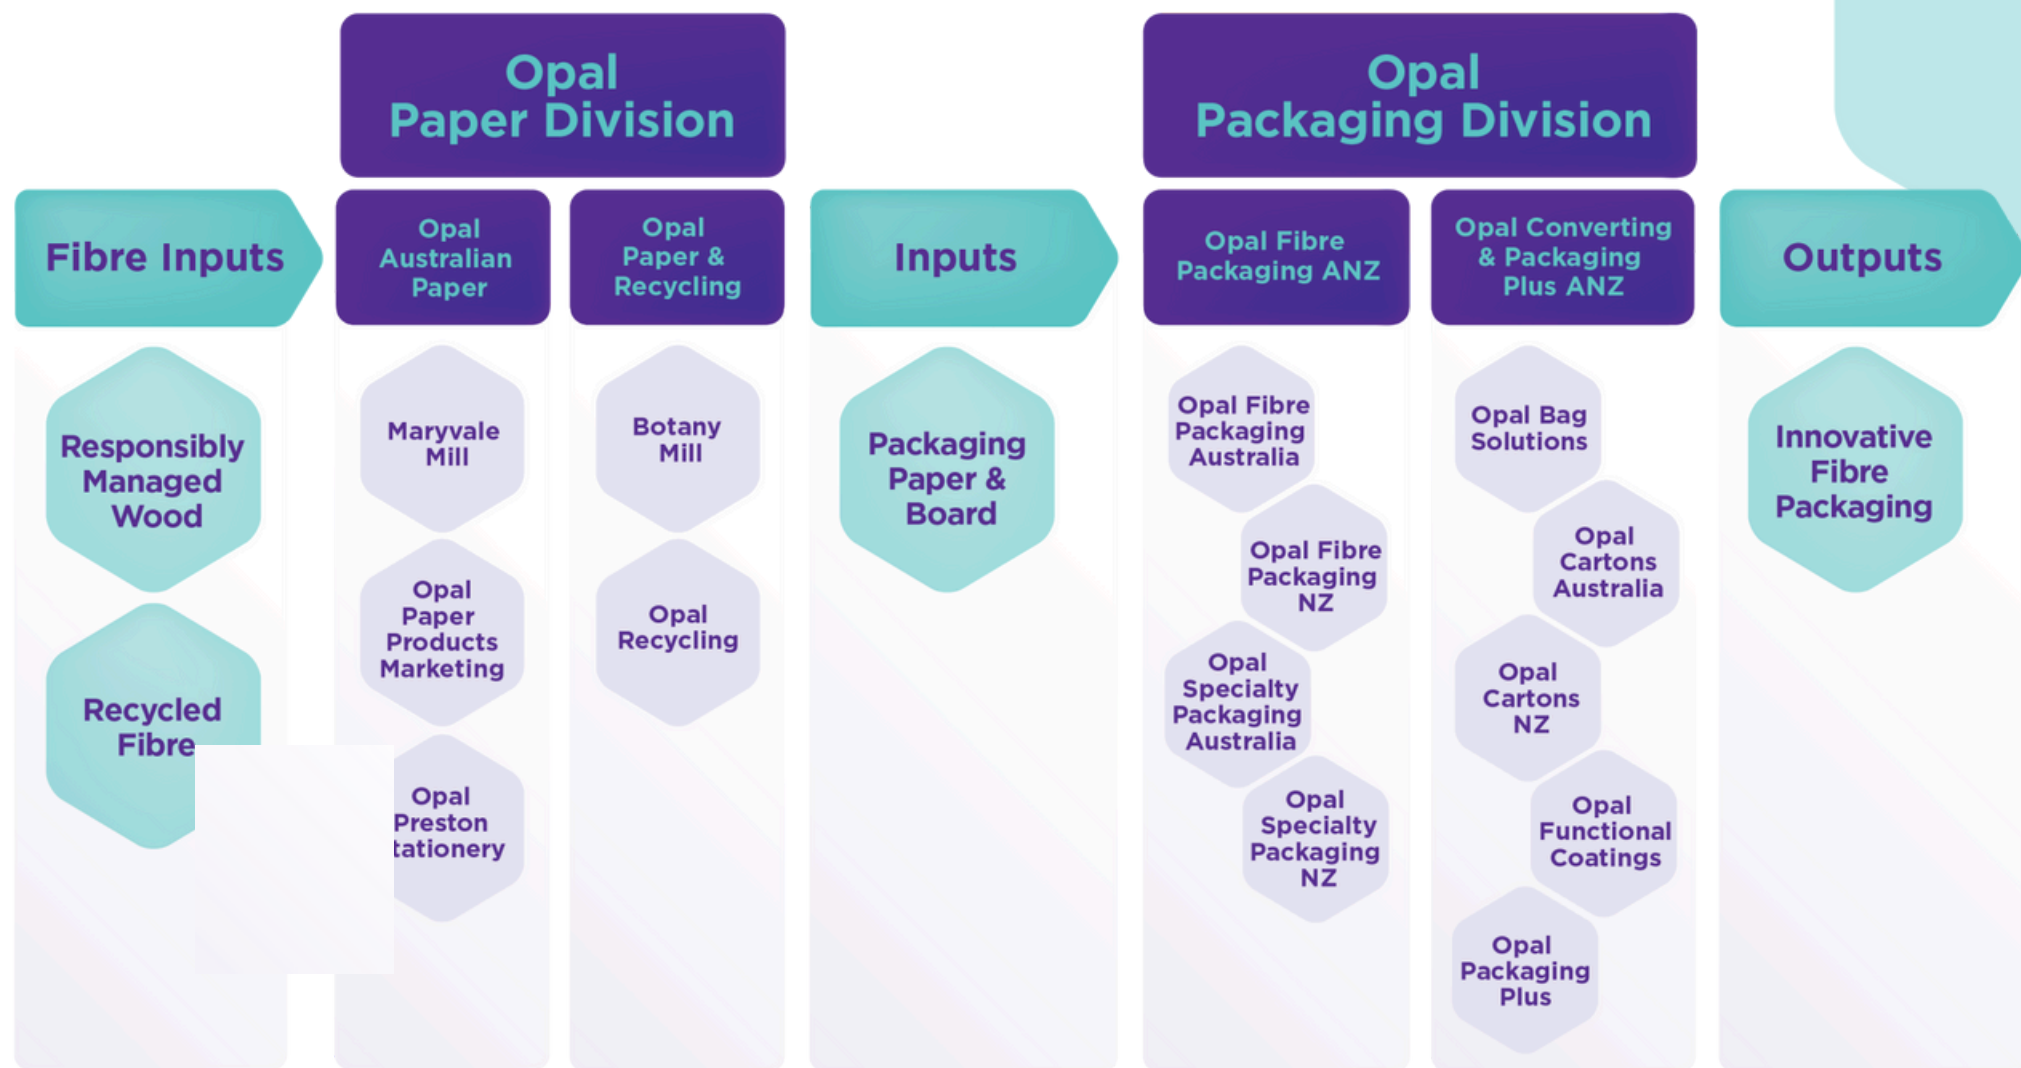 Opal
Paper Division
Opal
Packaging Division
Fibre Inputs
Opal
Australian
Paper
Opal
Paper &
Recycling
Inputs
Opal Fibre
Packaging ANZ
Opal Converting
& Packaging
Plus ANZ
Outputs
Responsibly
Managed
Wood
Recycled
Fibre
Maryvale
Mill
Opal
Paper
Products
Marketing
Opal
Preston
tationery
Botany
Mill
Opal
Recycling
Packaging
Paper &
Board
Opal Fibre
Packaging
Australia
Opal Fibre
Packaging
NZ
Opal
Specialty
Packaging
Australia
Opal
Specialty
Packaging
NZ
Opal Bag
Solutions
Opal
Cartons
Australia
Opal
Cartons
NZ
Opal
Functional
Coatings
Opal
Packaging
Plus
Innovative
Fibre
Packaging